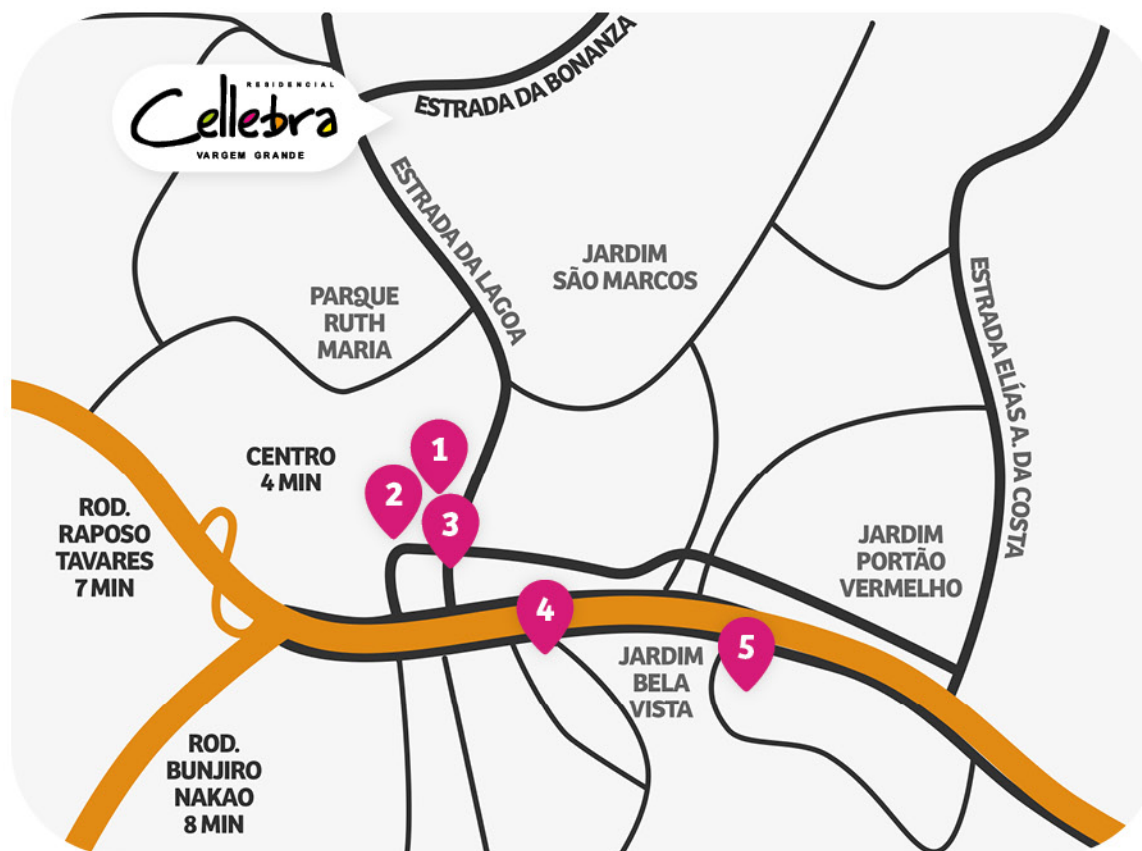 RESIDENCIAL
Cellebra
VARGEM GRANDE
ESTRADA DA BONANZA
ESTRADA DA LAGOA
JARDIM
SÃO MARCOS
PARQUE
RUTH
MARIA
ESTRADA ELÍAS A. DA COSTA
CENTRO
4 MIN
1
2
3
ROD.
RAPOSO
TAVARES
7 MIN
JARDIM
PORTÃO
VERMELHO
4
5
JARDIM
BELA
VISTA
ROD.
BUNJIRO
NAKAO
8 MIN